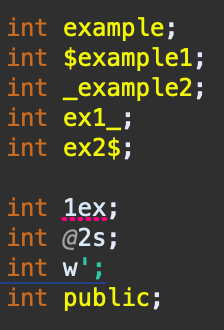 int example;
int $example1;
int _example2;
int ex1_;
int ex2$;
int 1ex;
int @2s;
int w';
int public;